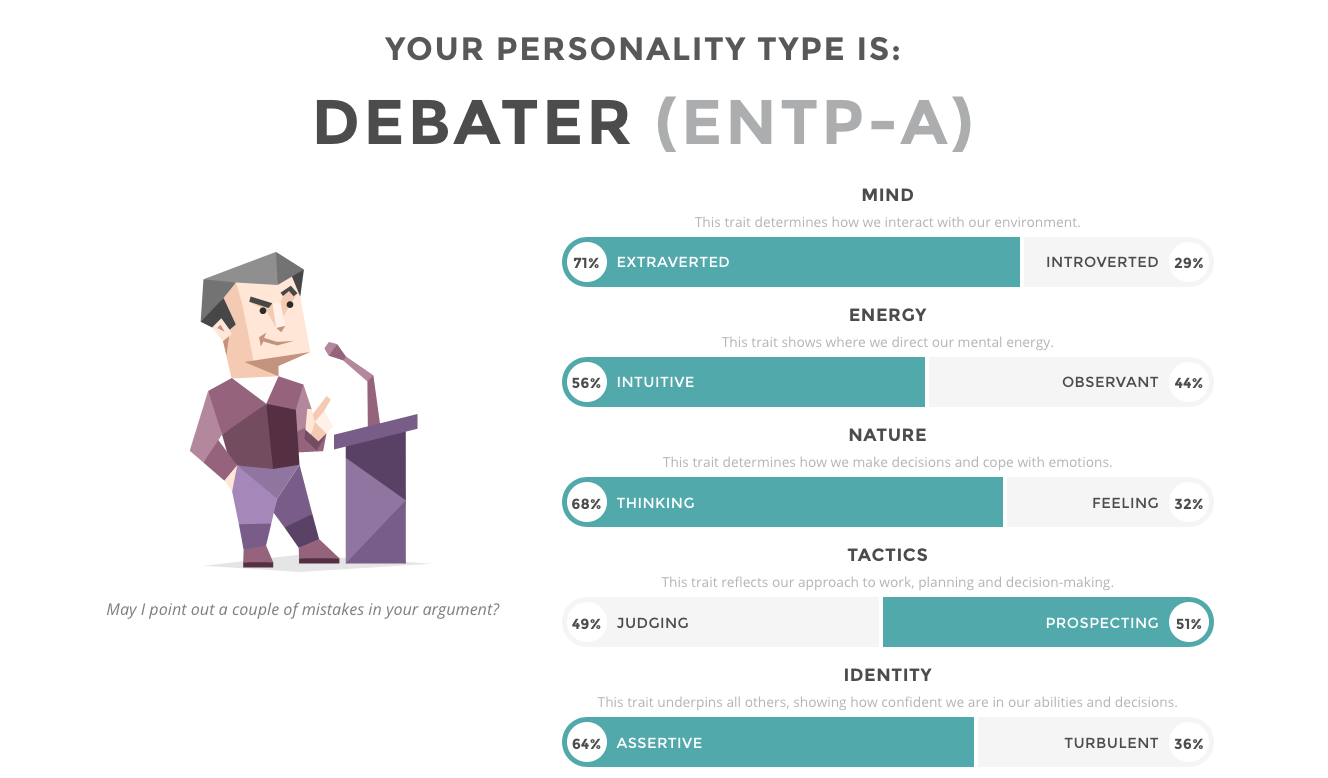 YOUR PERSONALITY TYPE IS:
DEBATER (ENTP-A)
MIND
This trait determines how we interact with our environment.
71% EXTRAVERTED INTROVERTED 29%
ENERGY
This trait shows where we direct our mental energy.
56% INTUITIVE OBSERVANT 44%
NATURE
This trait determines how we make decisions and cope with emotions.
68% THINKING FEELING 32%
TACTICS
This trait reflects our approach to work, planning and decision-making.
49% JUDGING PROSPECTING 51%
IDENTITY
This trait underpins all others, showing how confident we are in our abilities and decisions.
64% ASSERTIVE TURBULENT 36%
May I point out a couple of mistakes in your argument?